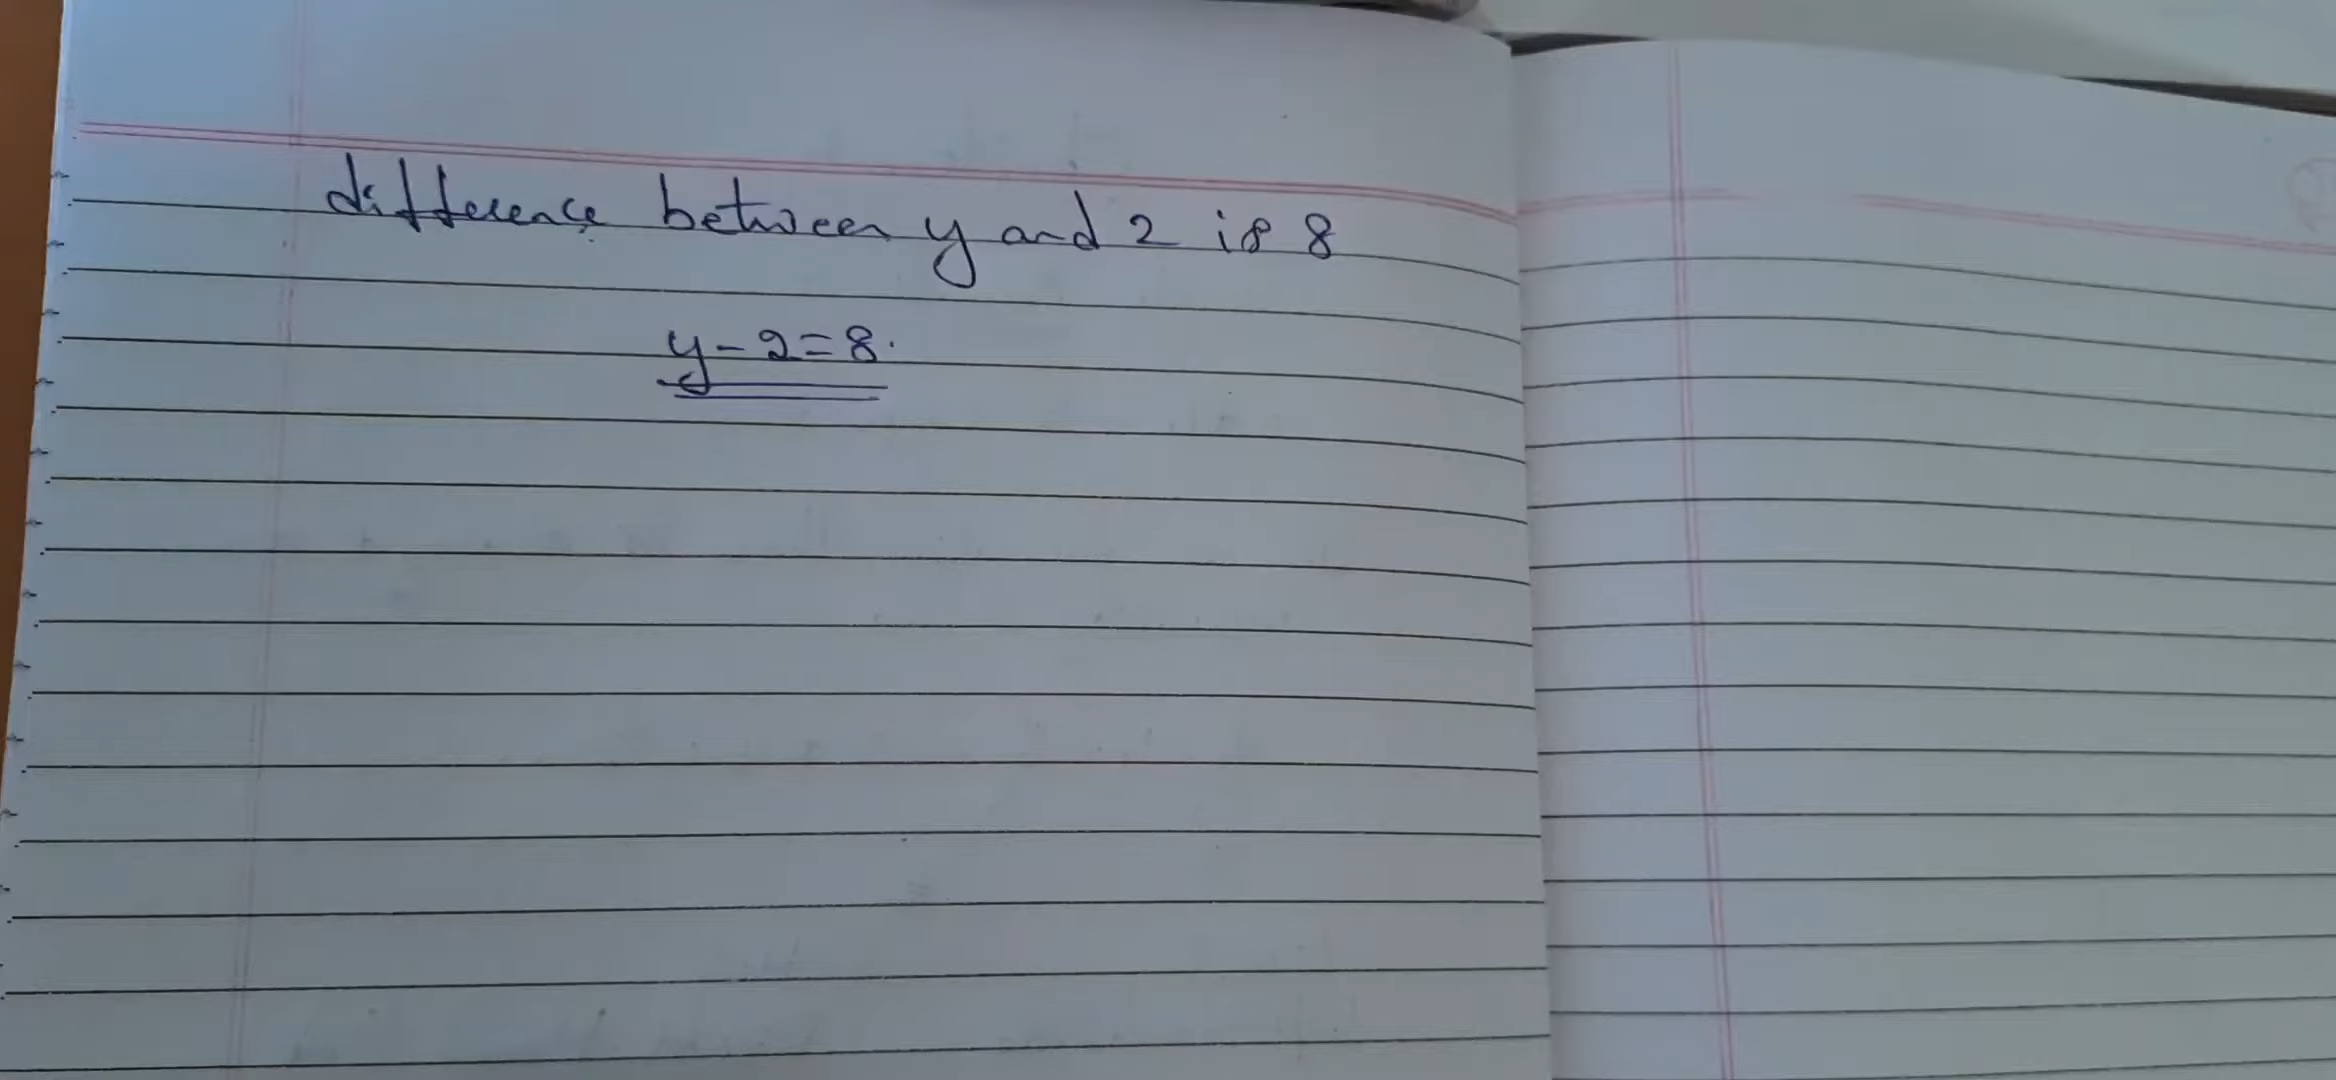 difference between y and 2 is 8
y - 2 = 8.